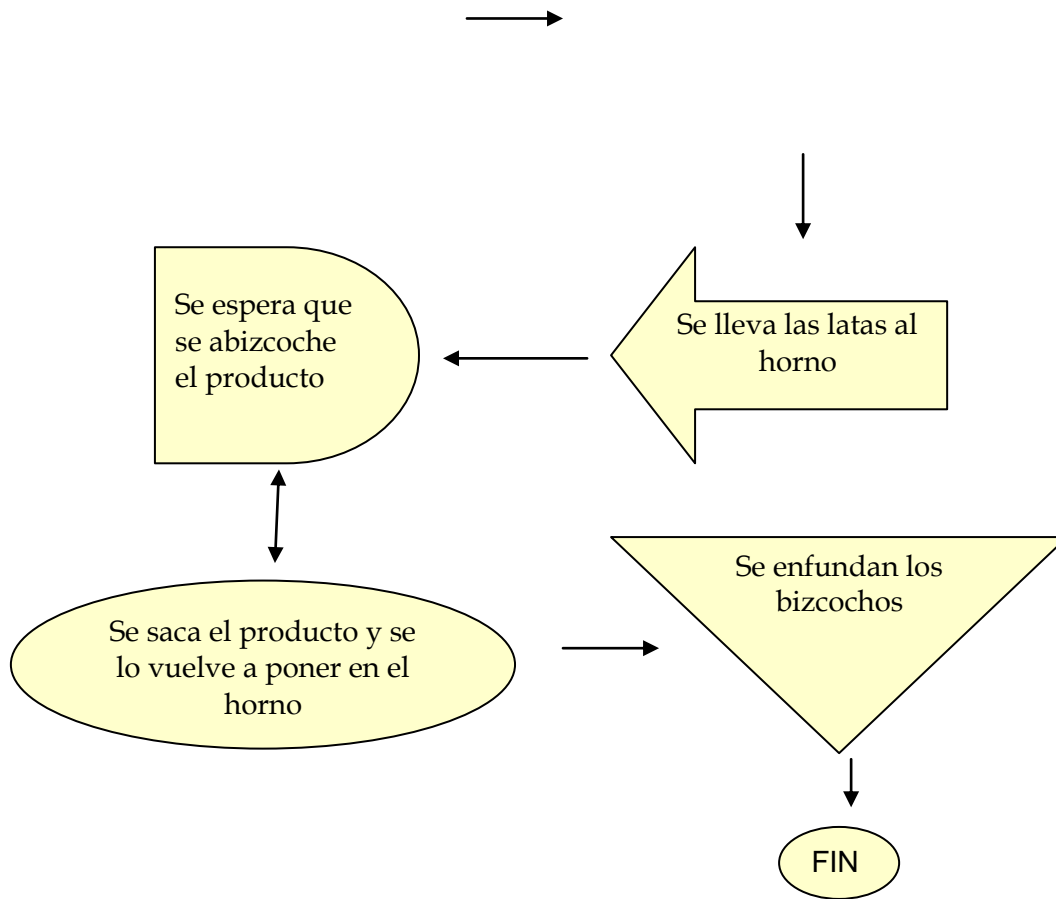 Se lleva las latas al
horno
Se espera que
se abizcoche
el producto
Se saca el producto y se
lo vuelve a poner en el
horno
Se enfundan los
bizcochos
FIN